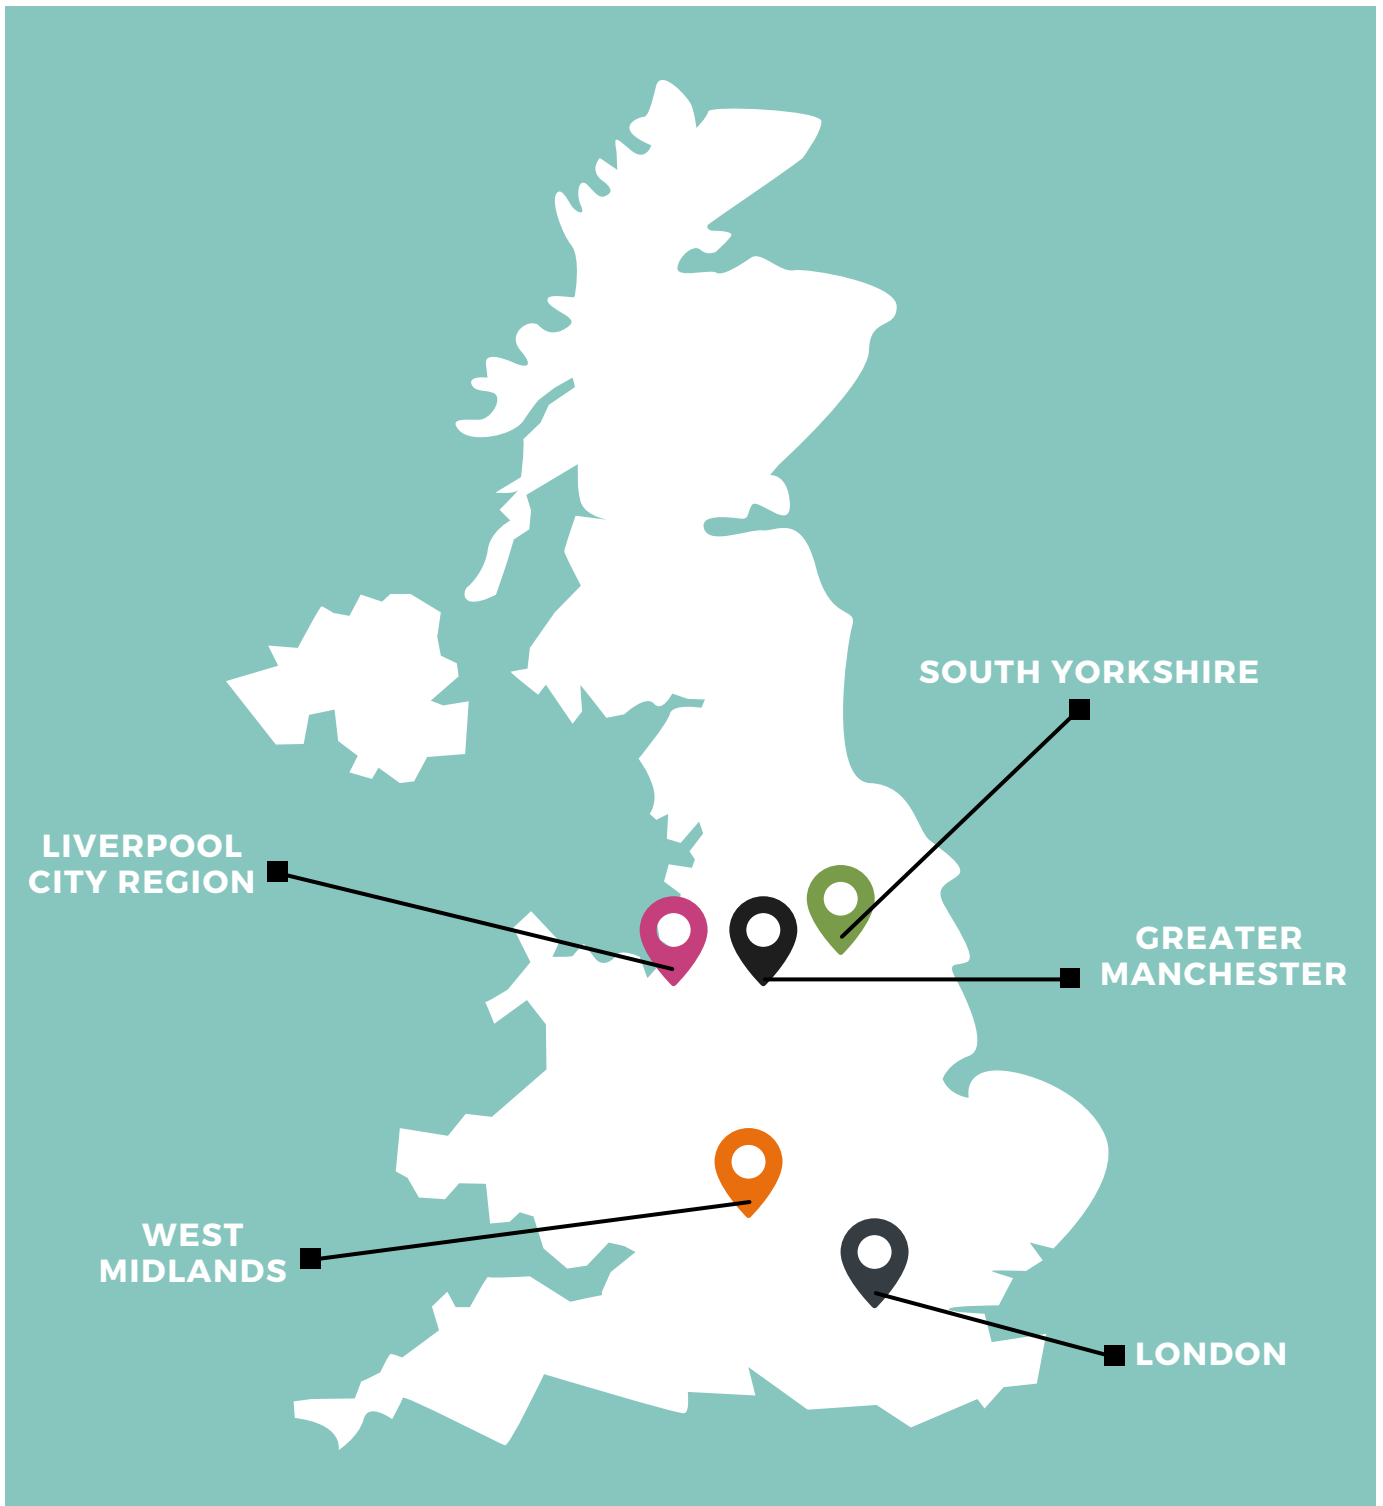 SOUTH YORKSHIRE
LIVERPOOL
CITY REGION
GREATER
MANCHESTER
WEST
MIDLANDS
LONDON